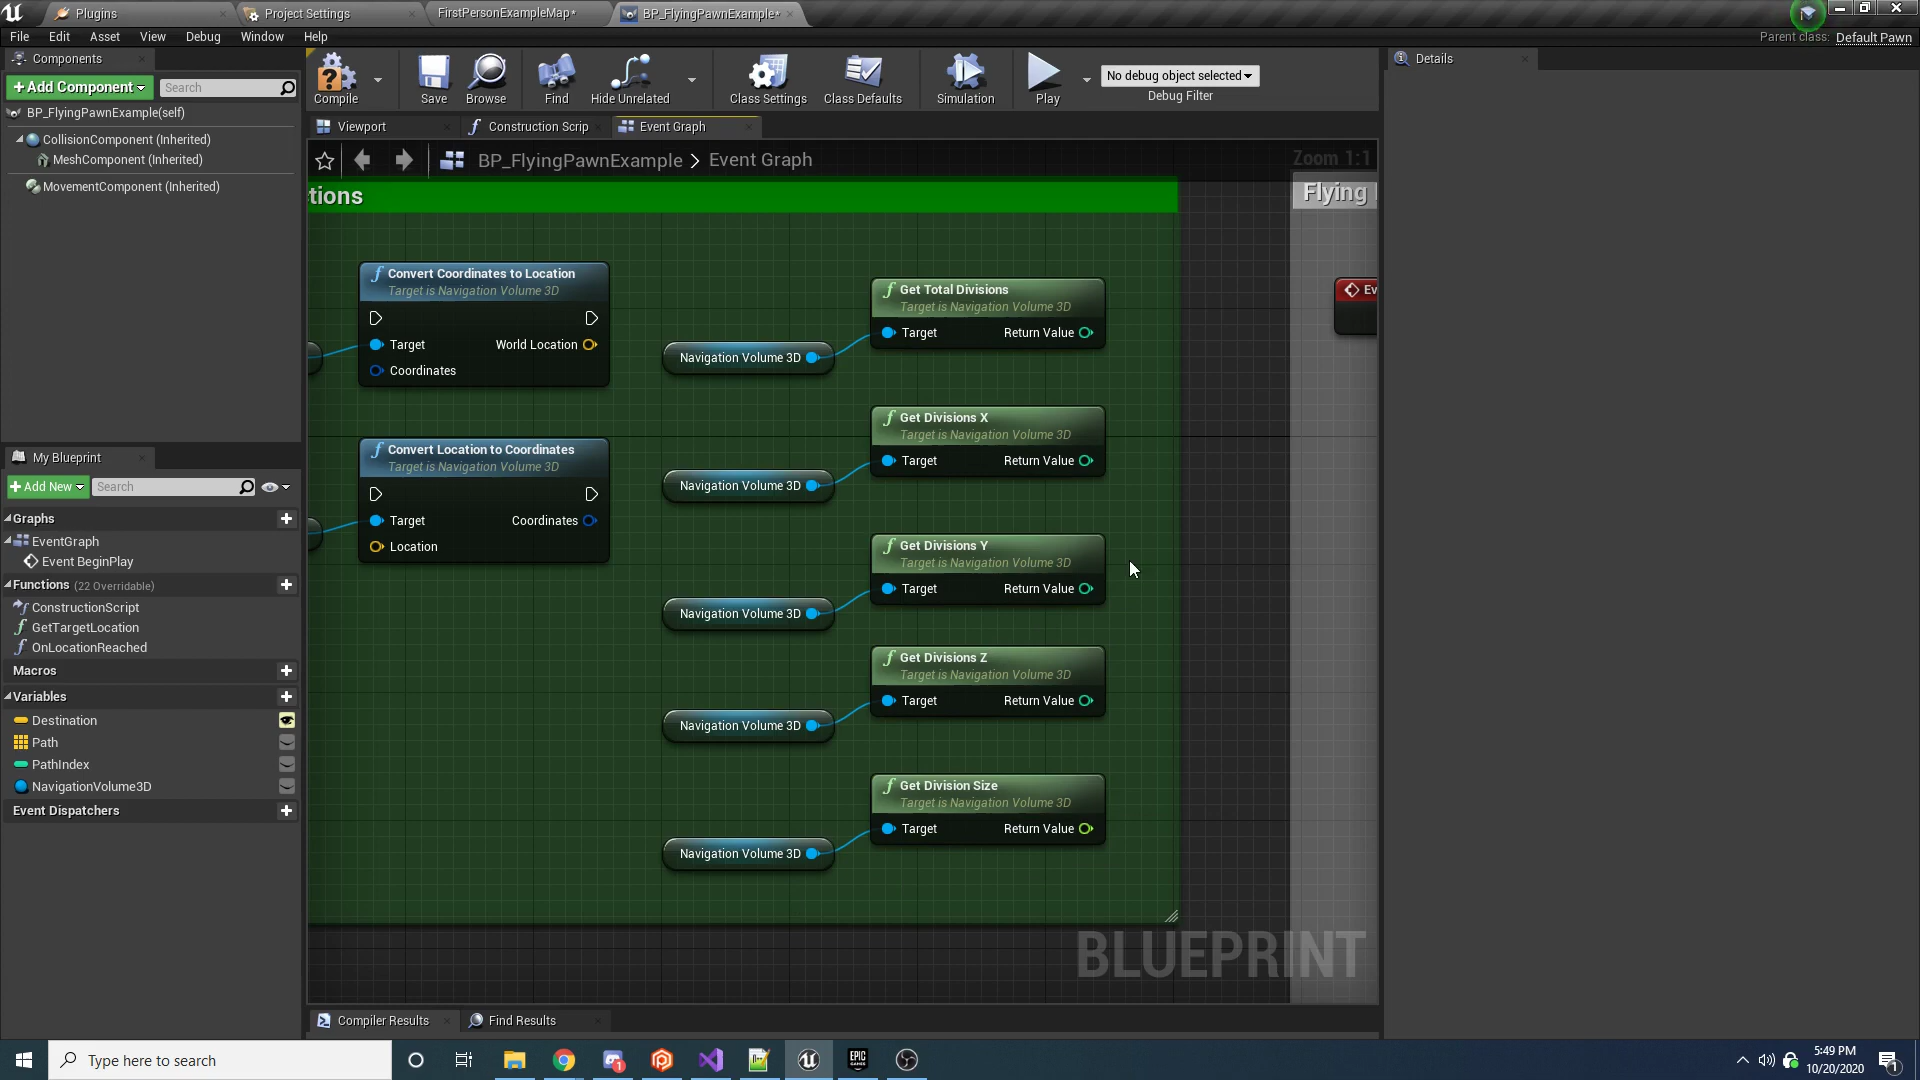 Plugins
Project Settings
FirstPersonExampleMap*
BP_FlyingPawnExample*
File Edit Asset View Debug Window Help
Parent class: Default Pawn
Components
+Add Component
Search
BP_FlyingPawnExample(self)
CollisionComponent (Inherited)
MeshComponent (Inherited)
MovementComponent (Inherited)
My Blueprint
+Add New
Search
Graphs
EventGraph
Event BeginPlay
Functions (22 Overridable)
ConstructionScript
GetTargetLocation
OnLocationReached
Macros
Variables
Destination
Path
PathIndex
NavigationVolume3D
Event Dispatchers
Compile
Save
Browse
Find
Hide Unrelated
Class Settings
Class Defaults
Simulation
Play
No debug object selected
Debug Filter
Viewport
Construction Scrip
Event Graph
BP_FlyingPawnExample > Event Graph
Zoom 1:1
tions
Flying
Convert Coordinates to Location
Target is Navigation Volume 3D
Target World Location
Coordinates
Convert Location to Coordinates
Target is Navigation Volume 3D
Target Coordinates
Location
Get Total Divisions
Target is Navigation Volume 3D
Target Return Value
Navigation Volume 3D
Get Divisions X
Target is Navigation Volume 3D
Target Return Value
Navigation Volume 3D
Get Divisions Y
Target is Navigation Volume 3D
Target Return Value
Navigation Volume 3D
Get Divisions Z
Target is Navigation Volume 3D
Target Return Value
Navigation Volume 3D
Get Division Size
Target is Navigation Volume 3D
Target Return Value
Navigation Volume 3D
Ev
BLUEPRINT
Compiler Results
Find Results
Details
Type here to search
EPIC
GAMES
1
5:49 PM
10/20/2020
1